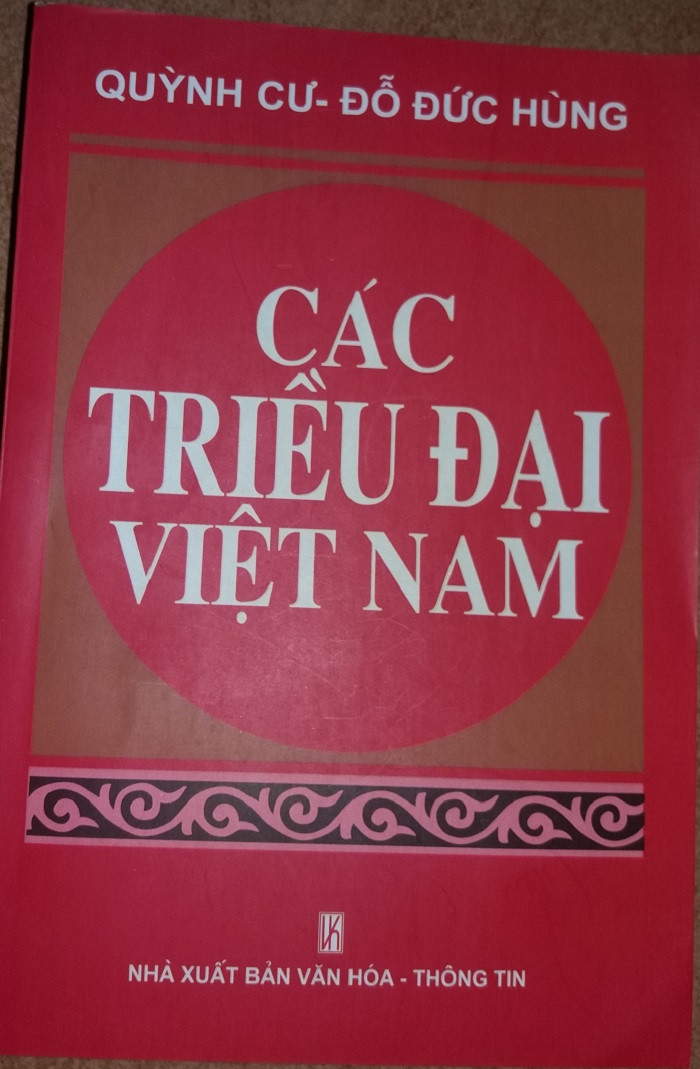 QUỲNH CƯ- ĐỖ ĐỨC HÙNG
CÁC
TRIỀU ĐẠI
VIỆT NAM
NHÀ XUẤT BẢN VĂN HÓA - THÔNG TIN